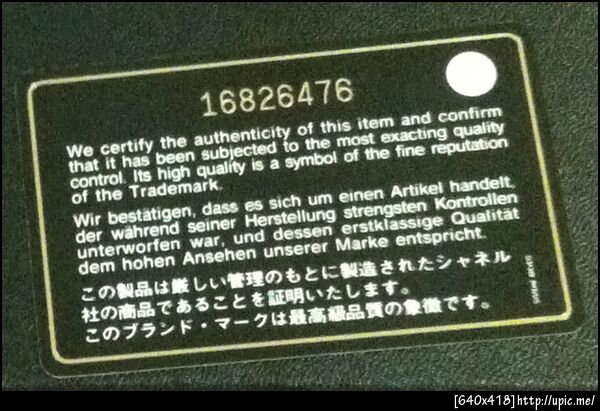 16826476
We certify the authenticity of this item and confirm
that it has been subjected to the most exacting quality
control. Its high quality is a symbol of the fine reputation
of the Trademark.
Wir bestätigen, dass es sich um einen Artikel handelt,
der während seiner Herstellung strengsten Kontrollen
unterworfen war, und dessen erstklassige Qualität
dem hohen Ansehen unserer Marke entspricht.
この製品は厳しい管理のもとに製造されたシャネル
社の商品であることを証明いたします。
このブランド・マークは最高級品質の象徴です。
[640x418]http://upic.me/